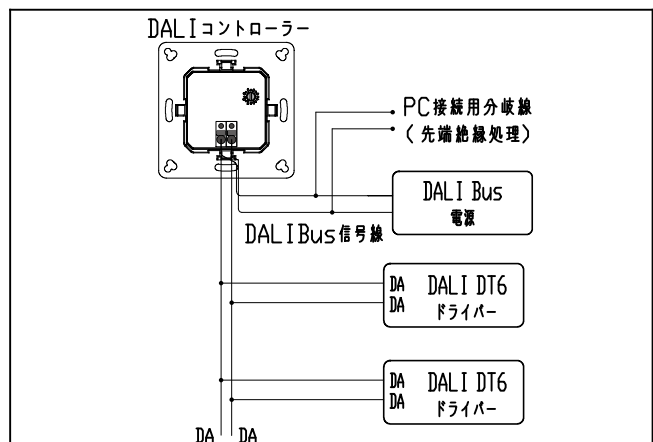 DALIコントローラー
PC接続用分岐線
(先端絶縁処理)
DALI Bus
電源
DALIBus信号線
DA DALI DT6
DA ドライバー
DA DALI DT6
DA ドライバー
DA DA